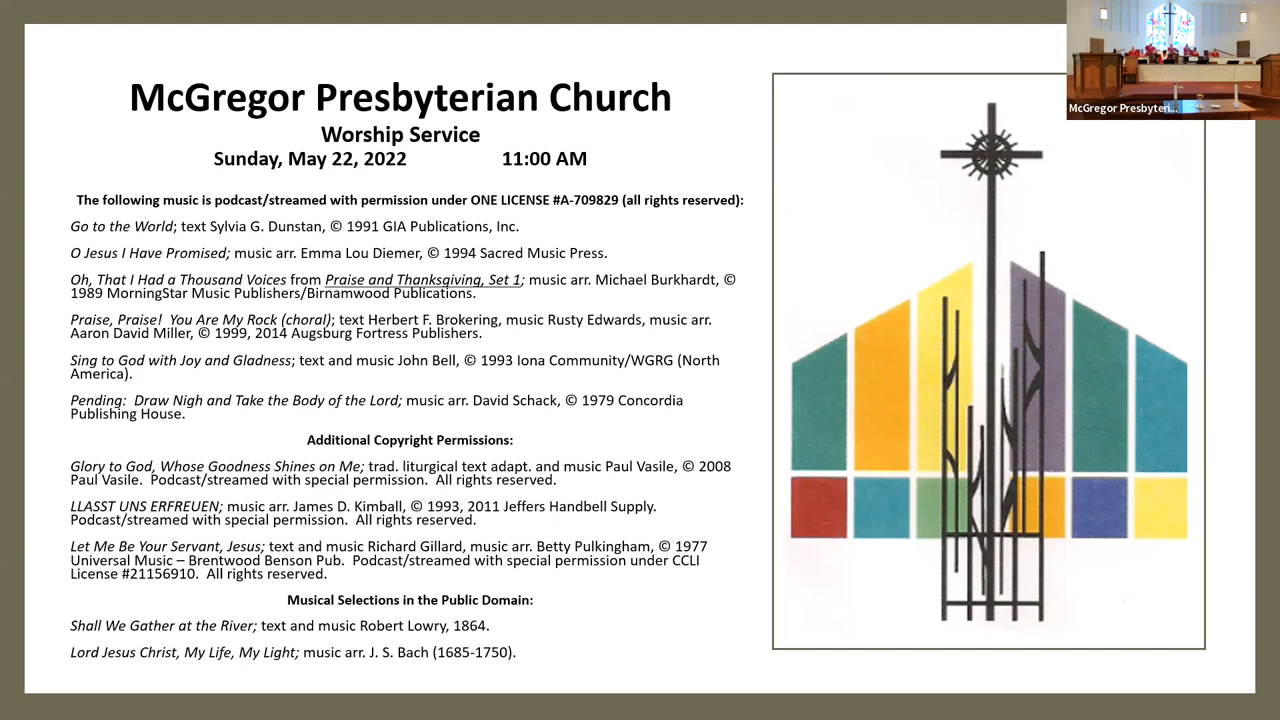 McGregor Presbyterian Church
Worship Service
Sunday, May 22, 2022 11:00 AM
The following music is podcast/streamed with permission under ONE LICENSE #A-709829 (all rights reserved):
Go to the World; text Sylvia G. Dunstan, © 1991 GIA Publications, Inc.
O Jesus I Have Promised; music arr. Emma Lou Diemer, © 1994 Sacred Music Press.
Oh, That I Had a Thousand Voices from Praise and Thanksgiving, Set 1; music arr. Michael Burkhardt, ©
1989 MorningStar Music Publishers/Birnamwood Publications.
Praise, Praise! You Are My Rock (choral); text Herbert F. Brokering, music Rusty Edwards, music arr.
Aaron David Miller, © 1999, 2014 Augsburg Fortress Publishers.
Sing to God with Joy and Gladness; text and music John Bell, © 1993 Iona Community/WGRG (North
America).
Pending: Draw Nigh and Take the Body of the Lord; music arr. David Schack, © 1979 Concordia
Publishing House.
Additional Copyright Permissions:
Glory to God, Whose Goodness Shines on Me; trad. liturgical text adapt. and music Paul Vasile, © 2008
Paul Vasile. Podcast/streamed with special permission. All rights reserved.
LLASST UNS ERFREUEN; music arr. James D. Kimball, © 1993, 2011 Jeffers Handbell Supply.
Podcast/streamed with special permission. All rights reserved.
Let Me Be Your Servant, Jesus; text and music Richard Gillard, music arr. Betty Pulkingham, © 1977
Universal Music – Brentwood Benson Pub. Podcast/streamed with special permission under CCLI
License #21156910. All rights reserved.
Musical Selections in the Public Domain:
Shall We Gather at the River; text and music Robert Lowry, 1864.
Lord Jesus Christ, My Life, My Light; music arr. J. S. Bach (1685-1750).
McGregor Presbyteri...